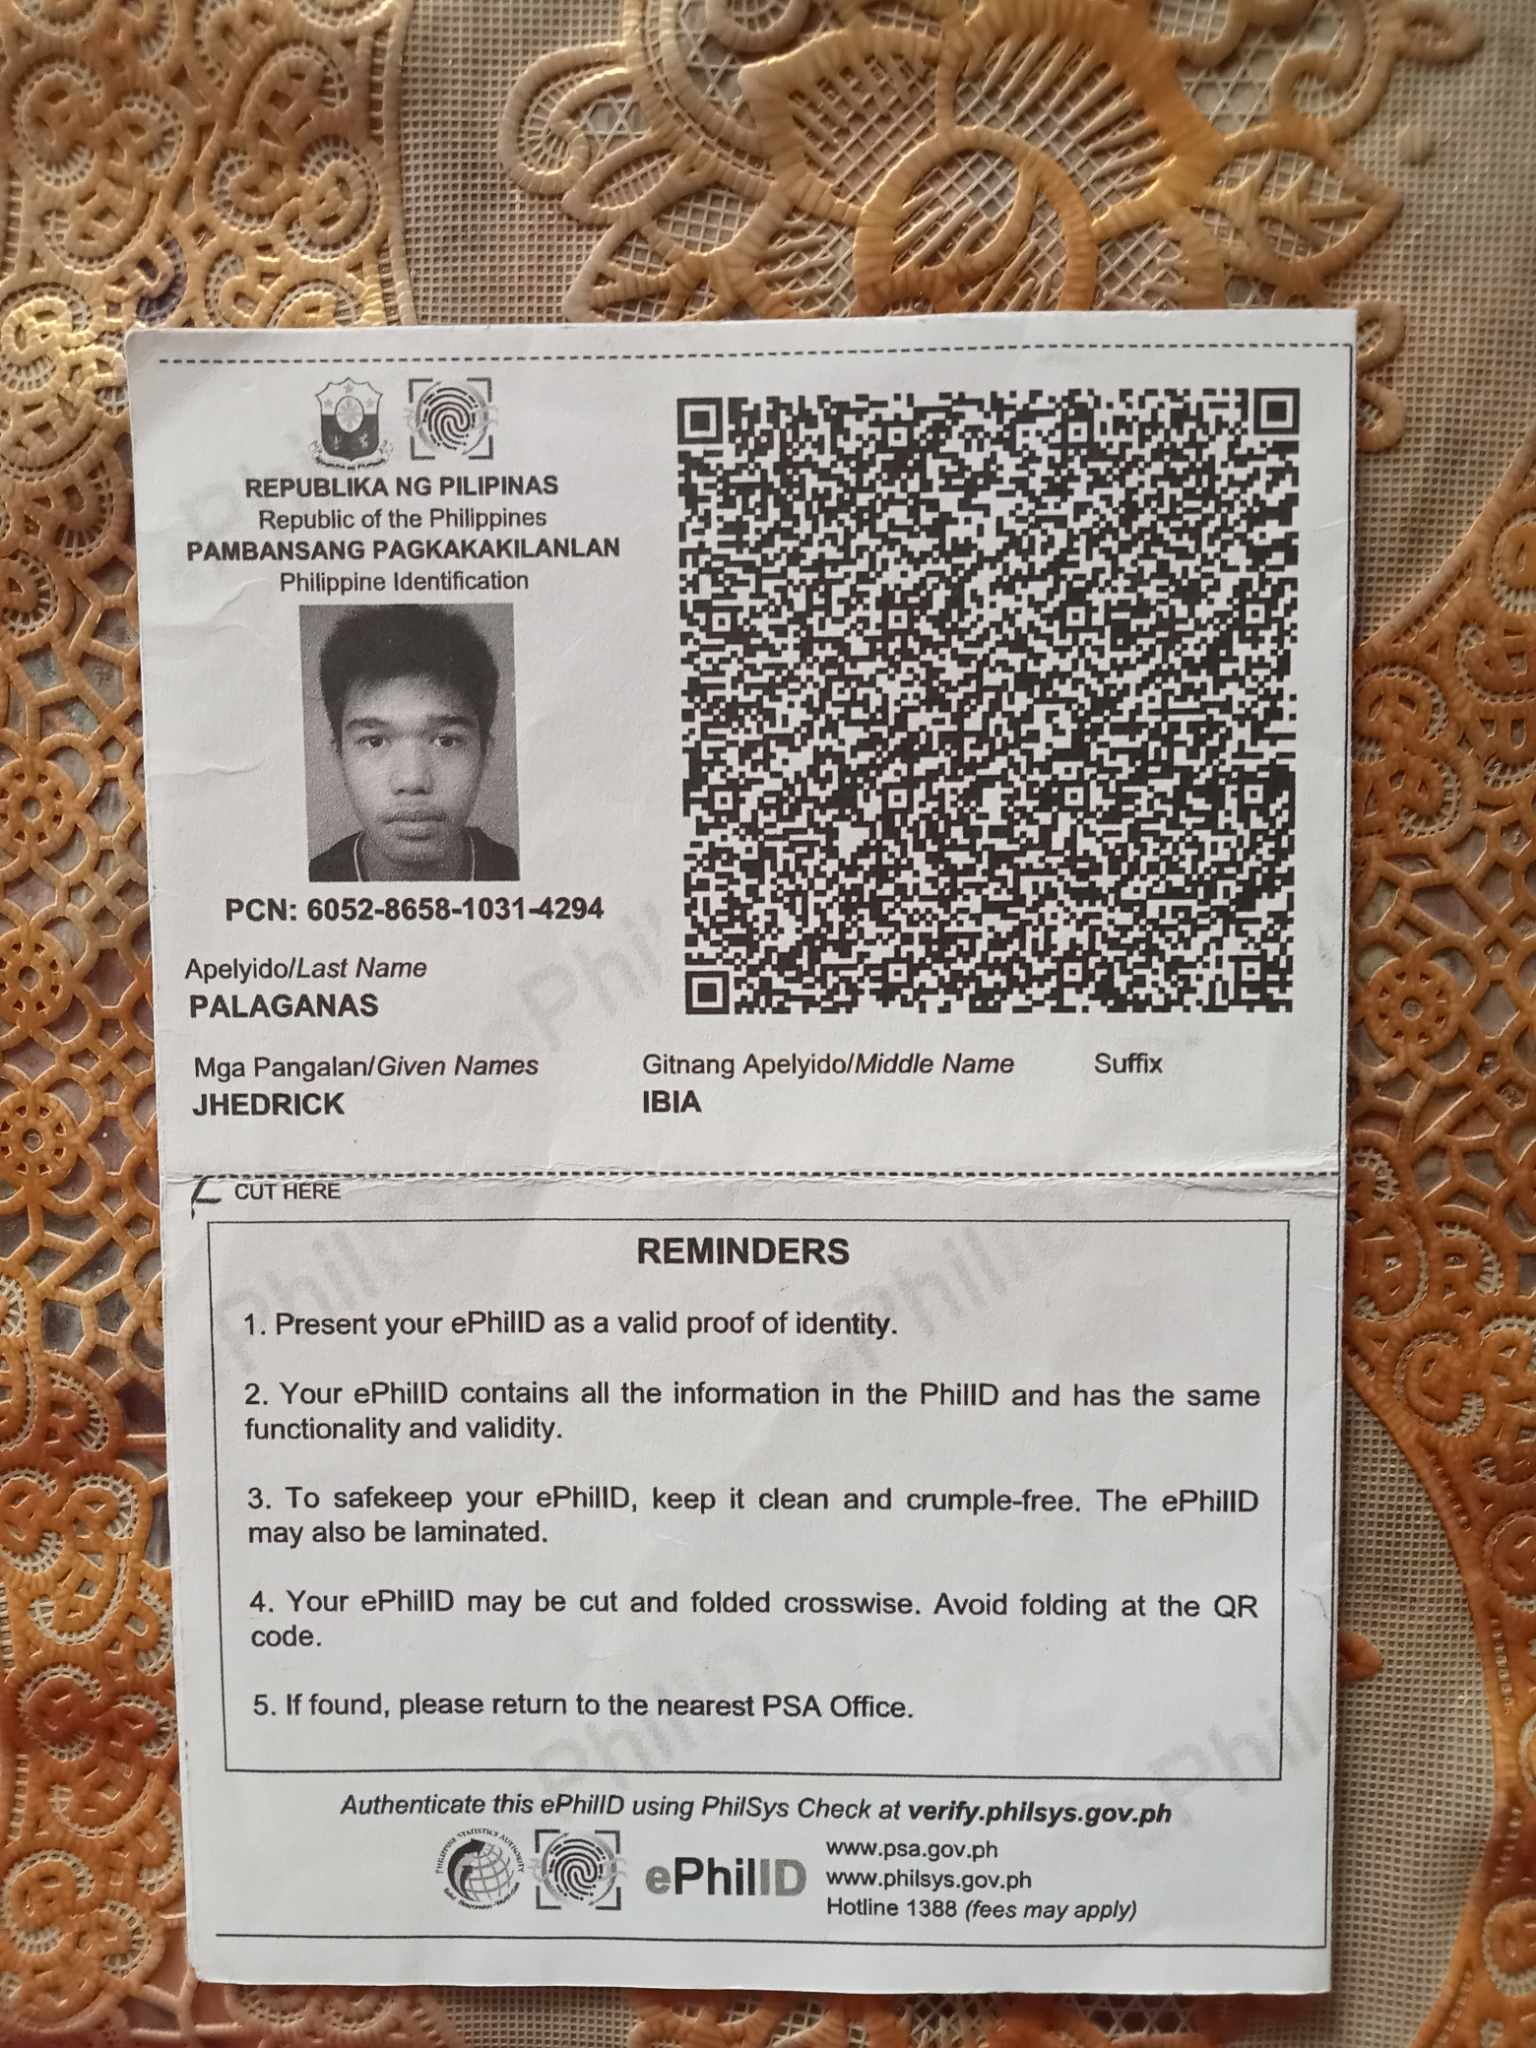 REPUBLIKA NG PILIPINAS
Republic of the Philippines
PAMBANSANG PAGKAKAKILANLAN
Philippine Identification
PCN: 6052-8658-1031-4294
Apelyido/Last Name
PALAGANAS
Mga Pangalan/Given Names
JHEDRICK
Gitnang Apelyido/Middle Name
IBIA
Suffix
CUT HERE
REMINDERS
1. Present your ePhilID as a valid proof of identity.
2. Your ePhilID contains all the information in the PhilID and has the same
functionality and validity.
3. To safekeep your ePhilID, keep it clean and crumple-free. The ePhilID
may also be laminated.
4. Your ePhilID may be cut and folded crosswise. Avoid folding at the QR
code.
5. If found, please return to the nearest PSA Office.
Authenticate this ePhilID using PhilSys Check at verify.philsys.gov.ph
PHILIPPINE STATISTICS AUTHORITY
ePhilID
www.psa.gov.ph
www.philsys.gov.ph
Hotline 1388 (fees may apply)